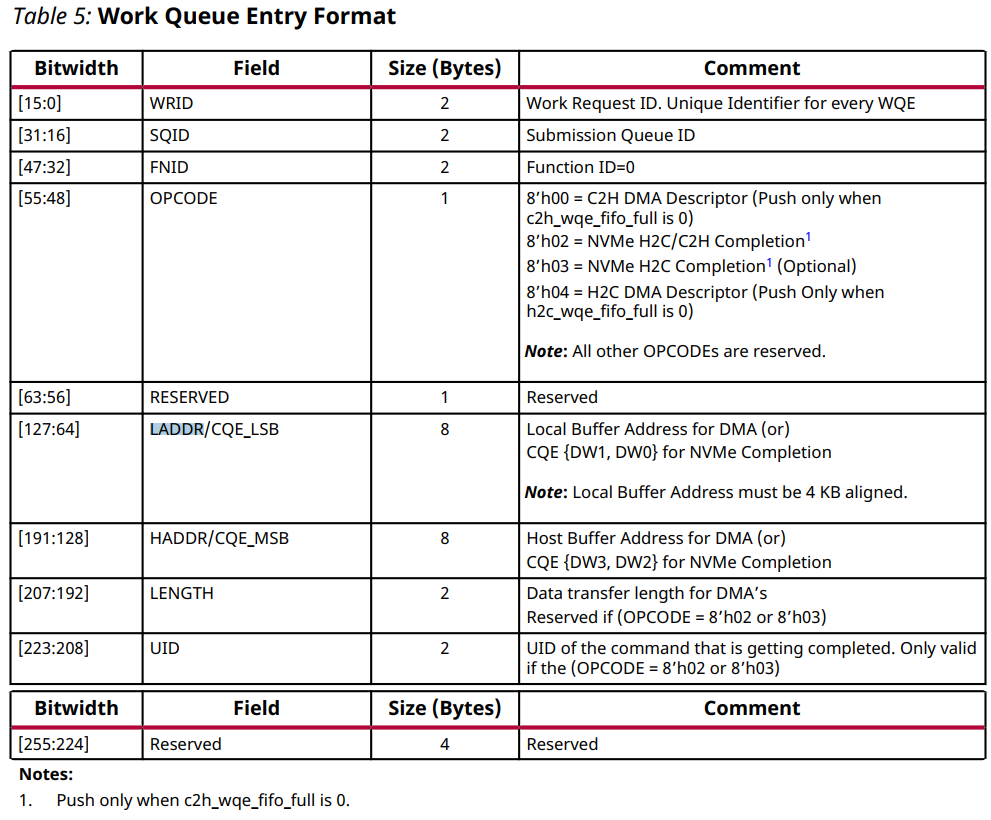 Table 5: Work Queue Entry Format
Bitwidth Field Size (Bytes) Comment
[15:0] WRID 2 Work Request ID. Unique Identifier for every WQE
[31:16] SQID 2 Submission Queue ID
[47:32] FNID 2 Function ID=0
[55:48] OPCODE 1 8’h00 = C2H DMA Descriptor (Push only when
c2h_wqe_fifo_full is 0)
8’h02 = NVMe H2C/C2H Completion1
8’h03 = NVMe H2C Completion1 (Optional)
8’h04 = H2C DMA Descriptor (Push Only when
h2c_wqe_fifo_full is 0)
Note: All other OPCODEs are reserved.
[63:56] RESERVED 1 Reserved
[127:64] LADDR/CQE_LSB 8 Local Buffer Address for DMA (or)
CQE {DW1, DW0} for NVMe Completion
Note: Local Buffer Address must be 4 KB aligned.
[191:128] HADDR/CQE_MSB 8 Host Buffer Address for DMA (or)
CQE {DW3, DW2} for NVMe Completion
[207:192] LENGTH 2 Data transfer length for DMA’s
Reserved if (OPCODE = 8’h02 or 8’h03)
[223:208] UID 2 UID of the command that is getting completed. Only valid
if the (OPCODE = 8’h02 or 8’h03)
Bitwidth Field Size (Bytes) Comment
[255:224] Reserved 4 Reserved
Notes:
1. Push only when c2h_wqe_fifo_full is 0.